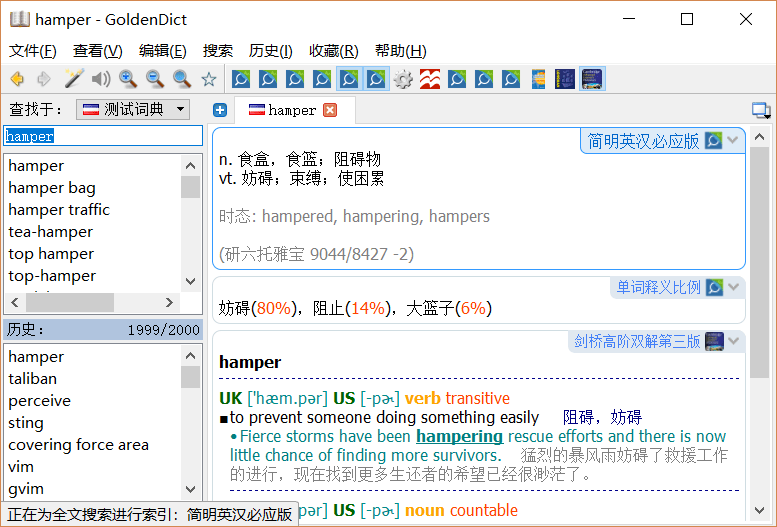 hamper - GoldenDict
文件(F) 查看(V) 编辑(E) 搜索 历史(I) 收藏(R) 帮助(H)
查找于： 测试词典
hamper
hamper
hamper
hamper bag
hamper traffic
tea-hamper
top hamper
top-hamper
历史： 1999/2000
hamper
taliban
perceive
sting
covering force area
vim
gvim
正在为全文搜索进行索引：简明英汉必应版
简明英汉必应版
n. 食盒，食篮；阻碍物
vt. 妨碍；束缚；使困累
时态: hampered, hampering, hampers
(研六托雅宝 9044/8427 -2)
单词释义比例
妨碍(80%)，阻止(14%)，大篮子(6%)
剑桥高阶双解第三版
hamper
UK ['hæm.pər] US [-pɚ] verb transitive
■to prevent someone doing something easily 阻碍，妨碍
•Fierce storms have been hampering rescue efforts and there is now
little chance of finding more survivors. 猛烈的暴风雨妨碍了救援工作
的进行，现在找到更多生还者的希望已经很渺茫了。
.pər] US [-pɚ] noun countable